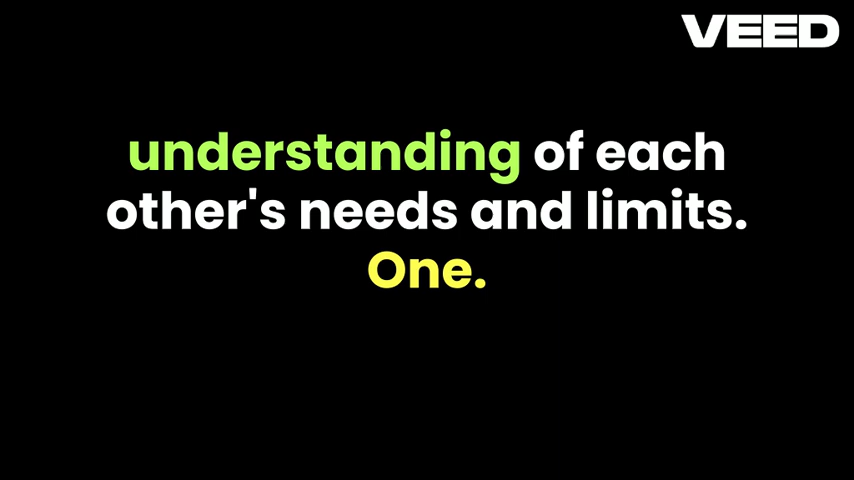 VEED
understanding of each
other's needs and limits.
One.